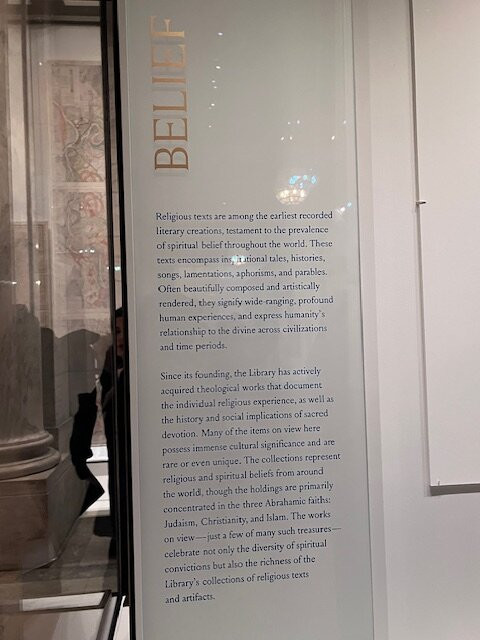 BELIEF
Religious texts are among the earliest recorded
literary creations, testament to the prevalence
of spiritual belief throughout the world. These
texts encompass inspirational tales, histories,
songs, lamentations, aphorisms, and parables.
Often beautifully composed and artistically
rendered, they signify wide-ranging, profound
human experiences, and express humanity's
relationship to the divine across civilizations
and time periods.
Since its founding, the Library has actively
acquired theological works that document
the individual religious experience, as well as
the history and social implications of sacred
devotion. Many of the items on view here
possess immense cultural significance and are
rare or even unique. The collections represent
religious and spiritual beliefs from around
the world, though the holdings are primarily
concentrated in the three Abrahamic faiths:
Judaism, Christianity, and Islam. The works
on view—just a few of many such treasures—
celebrate not only the diversity of spiritual
convictions but also the richness of the
Library's collections of religious texts
and artifacts.